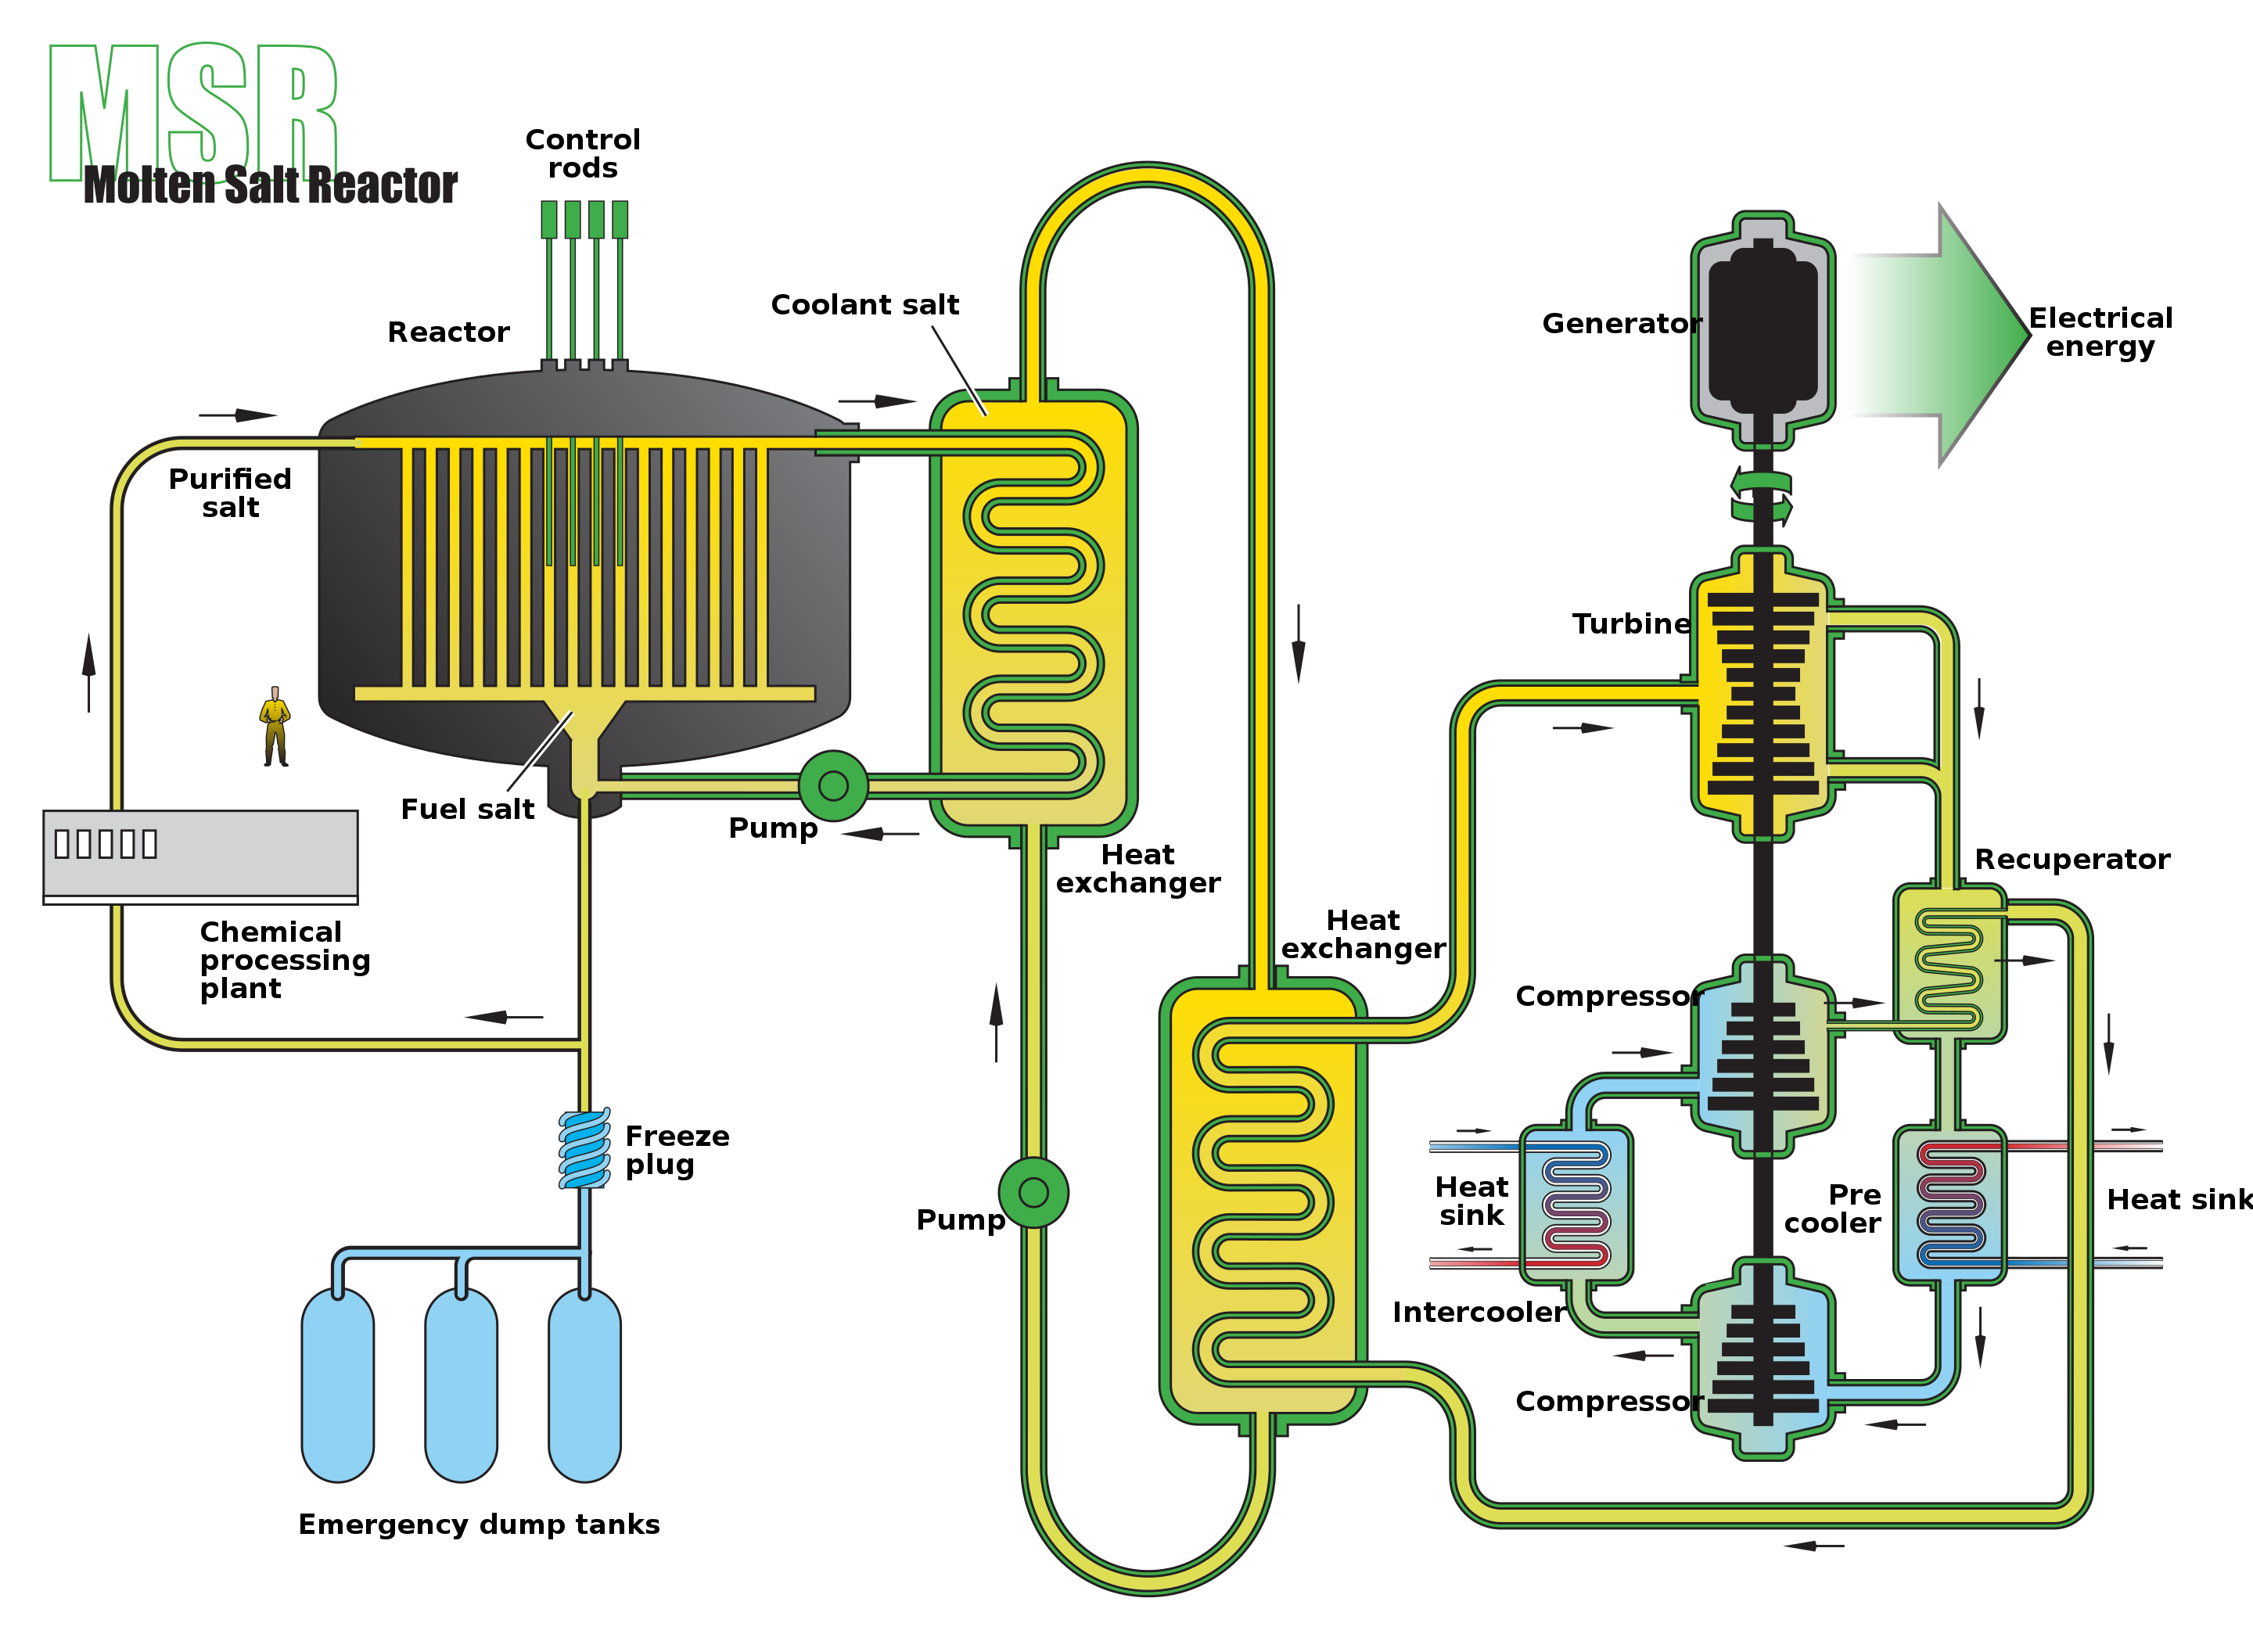 MSR
Molten Salt Reactor
Control
rods
Reactor
Coolant salt
Generator
Electrical
energy
Purified
salt
Turbine
Fuel salt
Pump
Heat
exchanger
Recuperator
Chemical
processing
plant
Heat
exchanger
Compressor
Freeze
plug
Pump
Heat
sink
Pre
cooler
Heat sink
Intercooler
Compressor
Emergency dump tanks